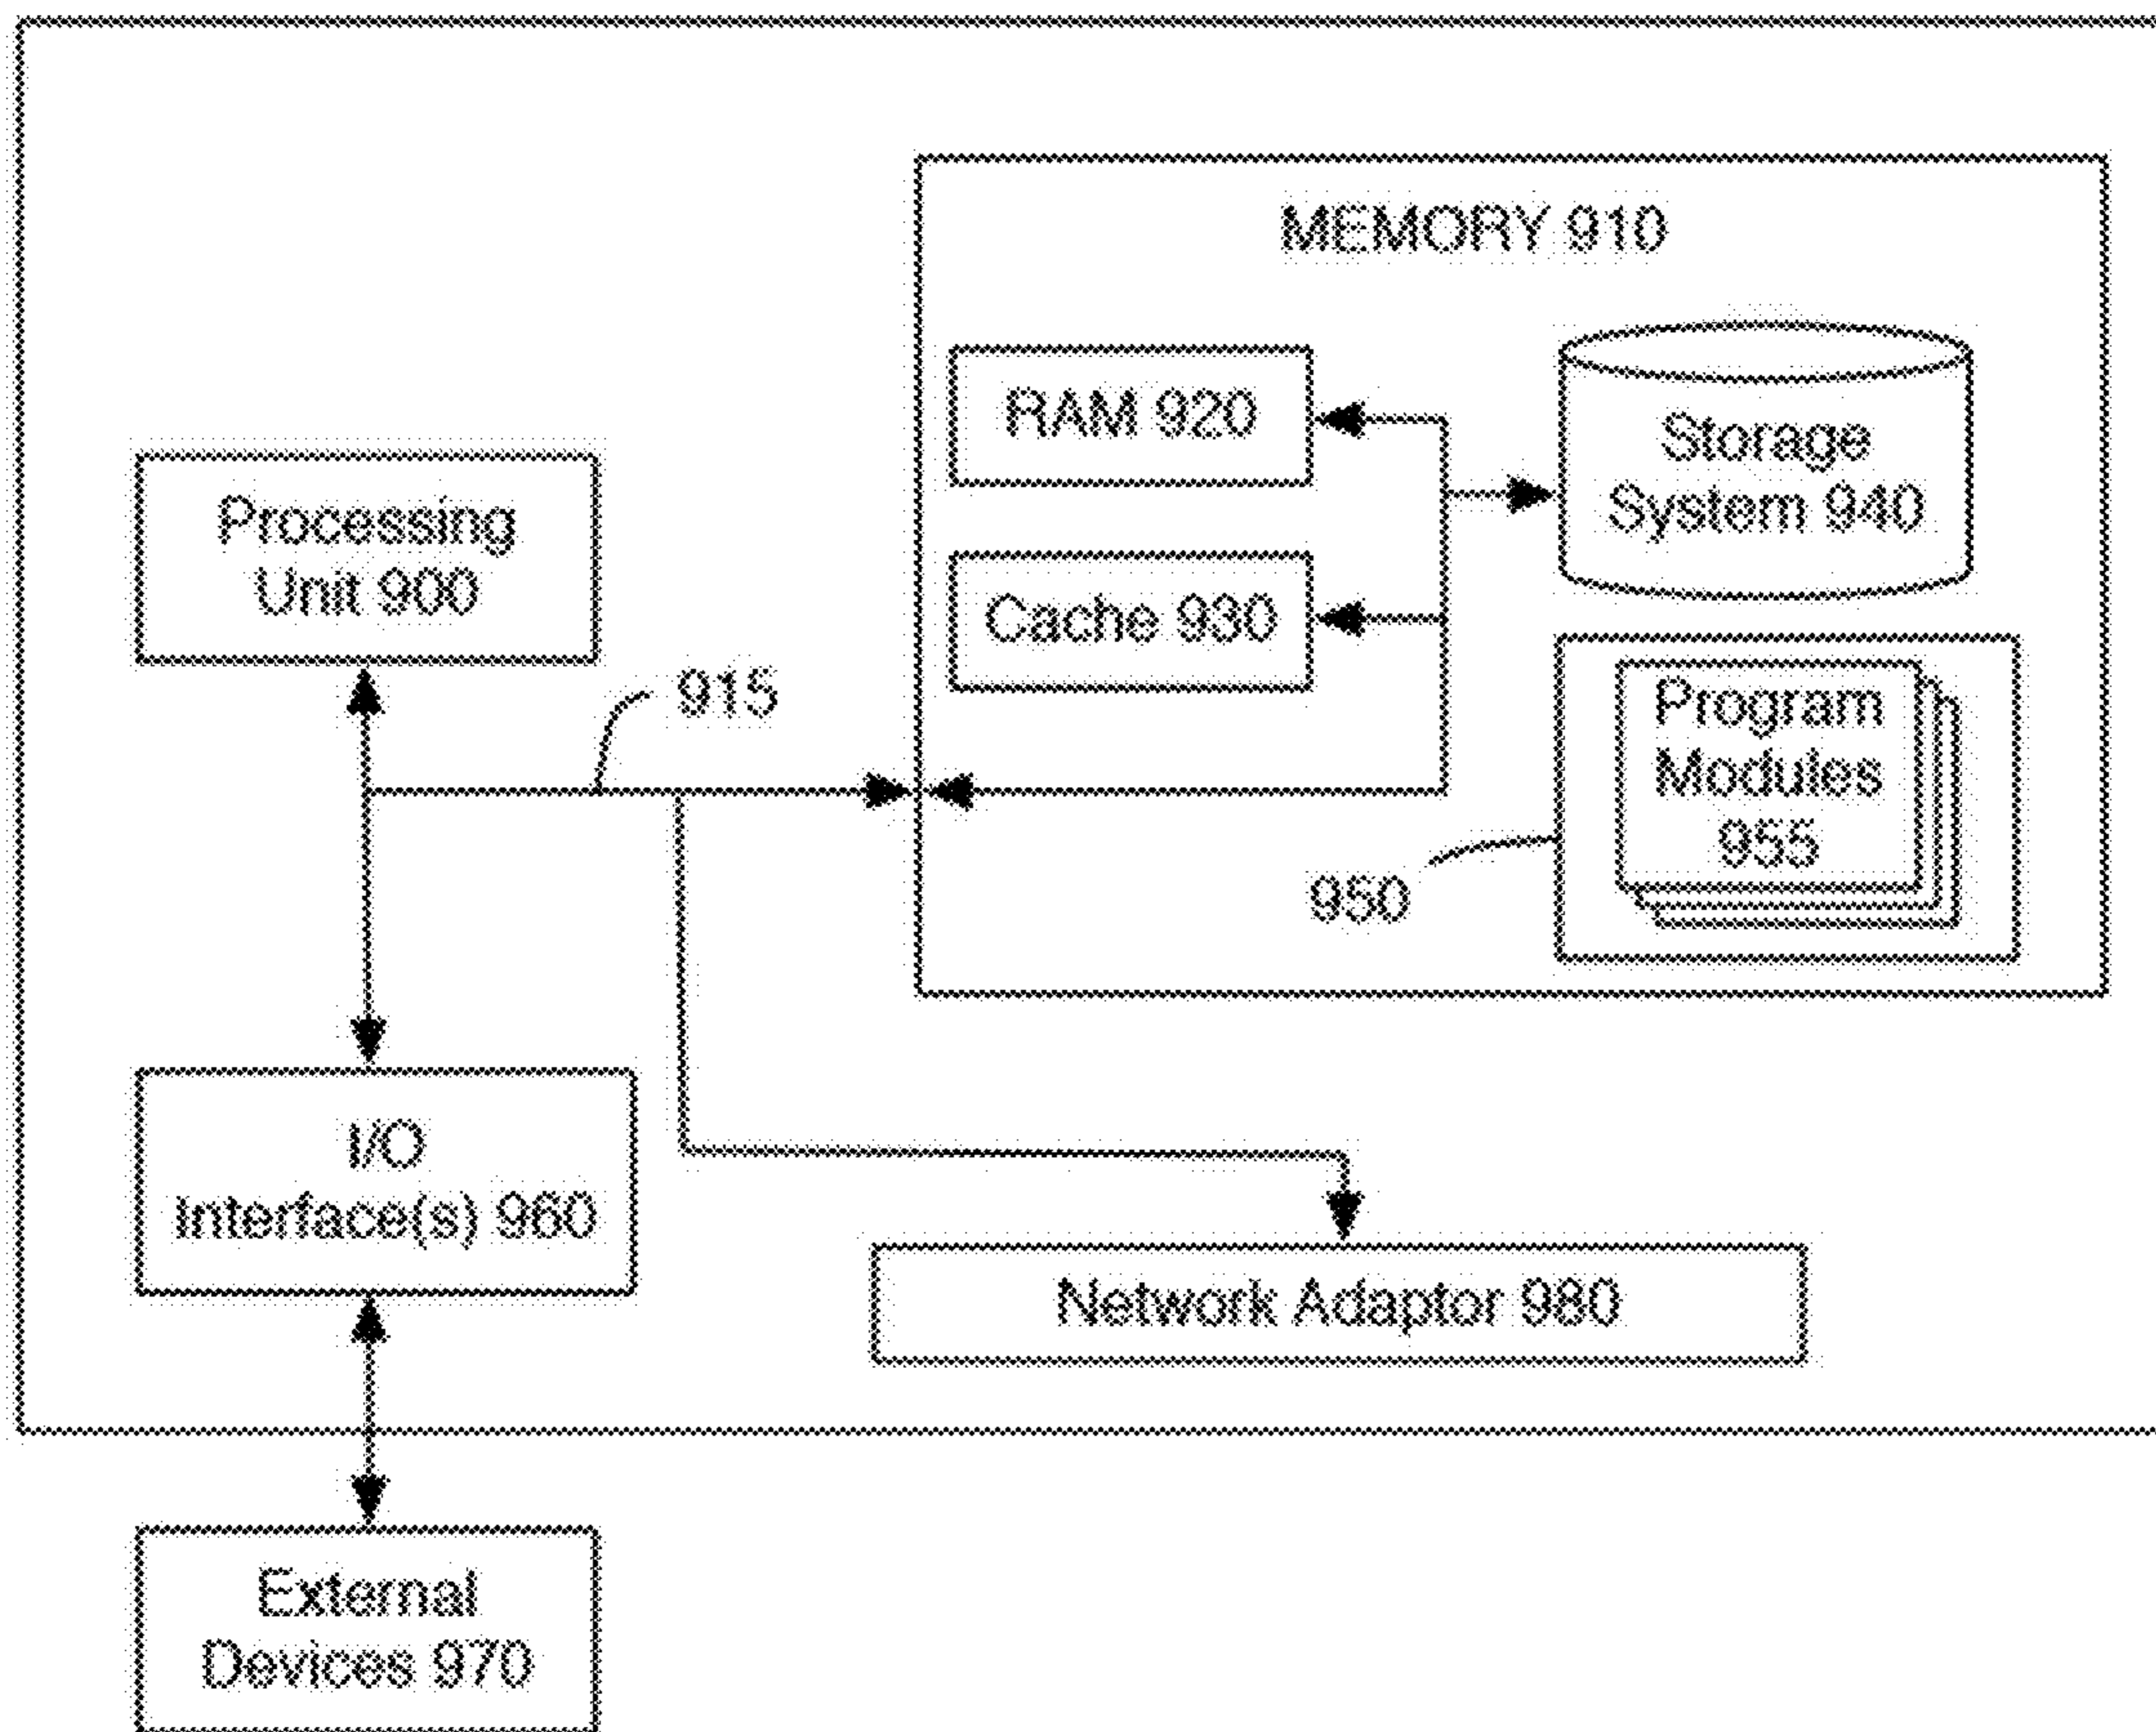 MEMORY 910
RAM 920
Storage
System 940
Processing
Unit 900
Cache 930
915
Program
Modules
955
950
I/O
Interface(s) 960
Network Adaptor 980
External
Devices 970